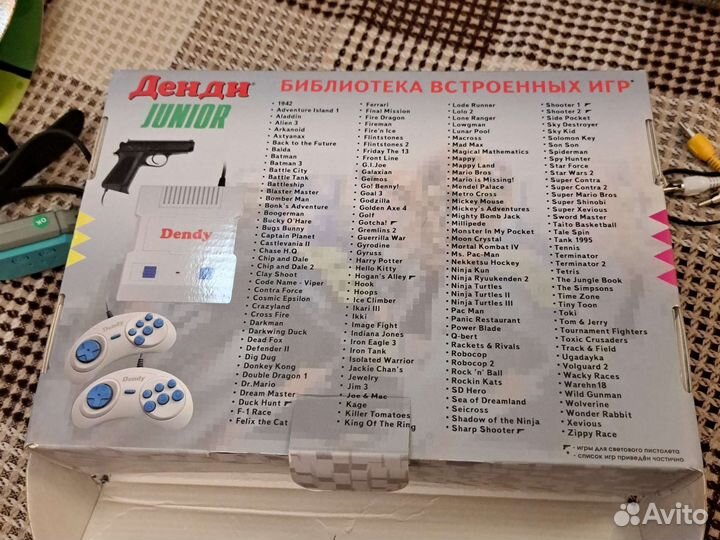 Денди
JUNIOR
БИБЛИОТЕКА ВСТРОЕННЫХ ИГР*
Dendy
Dendy
Dendy
• 1942
• Adventure Island 1
• Aladdin
• Alien 3
• Arkanoid
• Astyanax
• Back to the Future
• Balda
• Batman
• Batman 3
• Battle City
• Battle Tank
• Battleship
• Blaster Master
• Bomber Man
• Bonk's Adventure
• Boogerman
• Bucky O'Hare
• Bugs Bunny
• Captain Planet
• Castlevania II
• Chase H.Q
• Chip and Dale
• Chip and Dale 2
• Clay Shoot
• Code Name - Viper
• Contra Force
• Cosmic Epsilon
• Crazyland
• Cross Fire
• Darkman
• Darkwing Duck
• Dead Fox
• Defender II
• Dig Dug
• Donkey Kong
• Double Dragon 1
• Dr.Mario
• Dream Master
• Duck Hunt
• F-1 Race
• Felix the Cat
• Ferrari
• Final Mission
• Fire Dragon
• Fireman
• Fire'n Ice
• Flintstones
• Flintstones 2
• Friday The 13
• Front Line
• G.I.Joe
• Galaxian
• Geimos
• Go! Benny!
• Goal 3
• Godzilla
• Golden Axe 4
• Golf
• Gotcha!
• Gremlins 2
• Guerrilla War
• Gyrodine
• Gyruss
• Harry Potter
• Hello Kitty
• Hogan's Alley
• Hook
• Hoops
• Ice Climber
• Ikari III
• Ikki
• Image Fight
• Indiana Jones
• Iron Eagle 3
• Iron Tank
• Isolated Warrior
• Jackie Chan's
• Jewelry
• Jim 3
• Joe & Mac
• Kage
• Killer Tomatoes
• King Of The Ring
• Lode Runner
• Lolo 2
• Lone Ranger
• Lowgman
• Lunar Pool
• Macross
• Mad Max
• Magical Mathematics
• Mappy
• Mappy Land
• Mario Bros
• Mario is Missing!
• Mendel Palace
• Metro Cross
• Mickey Mouse
• Mickey's Adventures
• Mighty Bomb Jack
• Millipede
• Monster In My Pocket
• Moon Crystal
• Mortal Kombat IV
• Ms. Pac-Man
• Nekketsu Hockey
• Ninja Kun
• Ninja Ryuukenden 2
• Ninja Turtles
• Ninja Turtles II
• Ninja Turtles III
• Pac Man
• Panic Restaurant
• Power Blade
• Q-bert
• Rackets & Rivals
• Robocop
• Robocop 2
• Rock 'n' Ball
• Rockin Kats
• SD Hero
• Sea of Dreamland
• Seicross
• Shadow of the Ninja
• Sharp Shooter
• Shooter 1
• Shooter 2
• Side Pocket
• Sky Destroyer
• Sky Kid
• Solomon Key
• Son Son
• Spiderman
• Spy Hunter
• Star Force
• Star Wars 2
• Super Contra
• Super Contra 2
• Super Mario Bros
• Super Shinobi
• Super Xevious
• Sword Master
• Taito Basketball
• Tale Spin
• Tank 1995
• Tennis
• Terminator
• Terminator 2
• Tetris
• The Jungle Book
• The Simpsons
• Time Zone
• Tiny Toon
• Toki
• Tom & Jerry
• Tournament Fighters
• Toxic Crusaders
• Track & Field
• Ugadayka
• Volguard 2
• Wacky Races
• Warehn18
• Wild Gunman
• Wolverine
• Wonder Rabbit
• Xevious
• Zippy Race
- игры для светового пистолета
* - список игр приведён частично
Avito